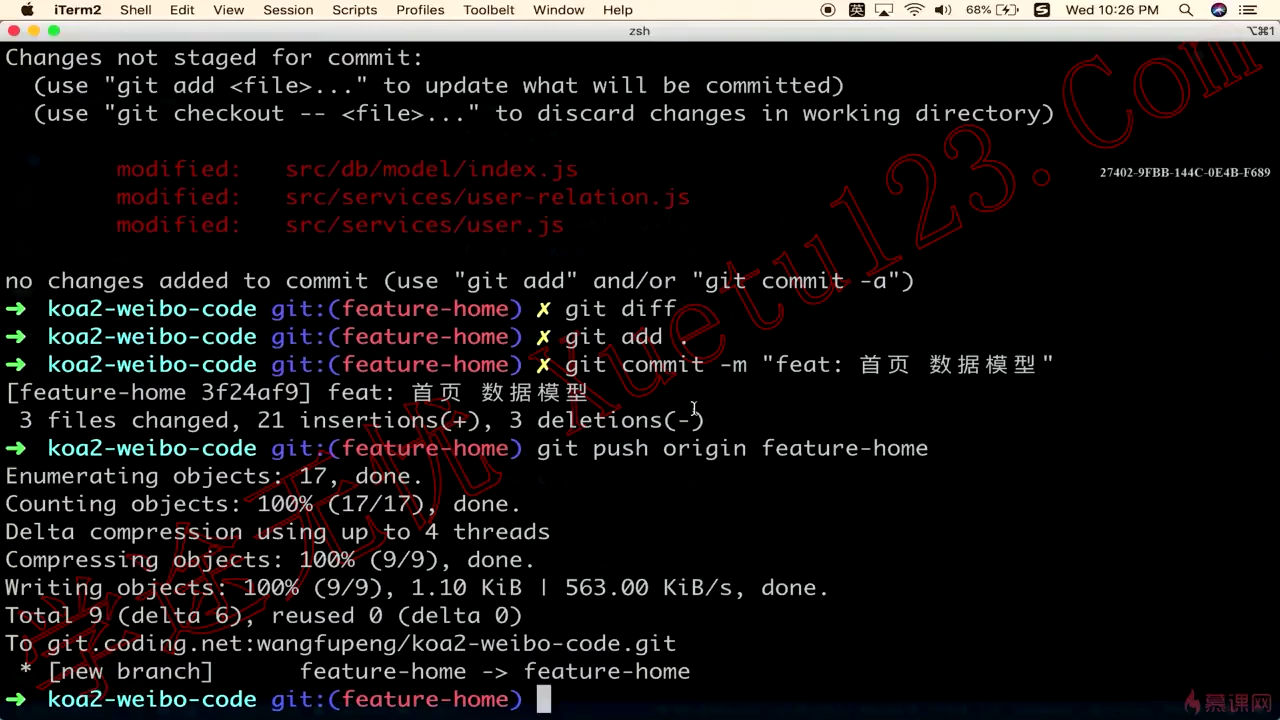 iTerm2 Shell Edit View Session Scripts Profiles Toolbelt Window Help 英 68% Wed 10:26 PM
zsh ⌥⌘1
Changes not staged for commit:
(use "git add <file>..." to update what will be committed)
(use "git checkout -- <file>..." to discard changes in working directory)
modified: src/db/model/index.js
27402-9FBB-144C-0E4B-F689
modified: src/services/user-relation.js
modified: src/services/user.js
no changes added to commit (use "git add" and/or "git commit -a")
➜ koa2-weibo-code git:(feature-home) ✗ git diff
➜ koa2-weibo-code git:(feature-home) ✗ git add .
➜ koa2-weibo-code git:(feature-home) ✗ git commit -m "feat: 首页 数据模型"
[feature-home 3f24af9] feat: 首页 数据模型
3 files changed, 21 insertions(+), 3 deletions(-)
➜ koa2-weibo-code git:(feature-home) git push origin feature-home
Enumerating objects: 17, done.
Counting objects: 100% (17/17), done.
Delta compression using up to 4 threads
Compressing objects: 100% (9/9), done.
Writing objects: 100% (9/9), 1.10 KiB | 563.00 KiB/s, done.
Total 9 (delta 6), reused 0 (delta 0)
To git.coding.net:wangfupeng/koa2-weibo-code.git
* [new branch] feature-home -> feature-home
➜ koa2-weibo-code git:(feature-home)
学途无忧 Xuetu123.Com
慕课网